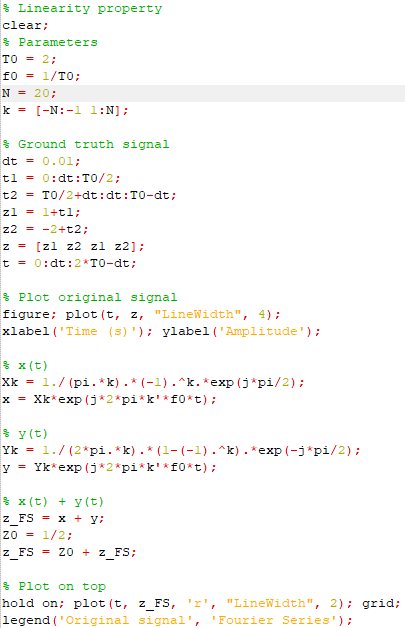 % Linearity property
clear;
% Parameters
T0 = 2;
f0 = 1/T0;
N = 20;
k = [-N:-1 1:N];
% Ground truth signal
dt = 0.01;
t1 = 0:dt:T0/2;
t2 = T0/2+dt:dt:T0-dt;
z1 = 1+t1;
z2 = -2+t2;
z = [z1 z2 z1 z2];
t = 0:dt:2*T0-dt;
% Plot original signal
figure; plot(t, z, "LineWidth", 4);
xlabel('Time (s)'); ylabel('Amplitude');
% x(t)
Xk = 1./(pi.*k).*(-1).^k.*exp(j*pi/2);
x = Xk*exp(j*2*pi*k'*f0*t);
% y(t)
Yk = 1./(2*pi.*k).*(1-(-1).^k).*exp(-j*pi/2);
y = Yk*exp(j*2*pi*k'*f0*t);
% x(t) + y(t)
z_FS = x + y;
Z0 = 1/2;
z_FS = Z0 + z_FS;
% Plot on top
hold on; plot(t, z_FS, 'r', "LineWidth", 2); grid;
legend('Original signal', 'Fourier Series');